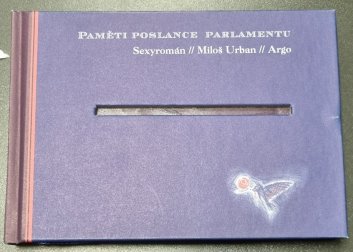 PAMĚTI POSLANCE PARLAMENTU
Sexyromán // Miloš Urban // Argo